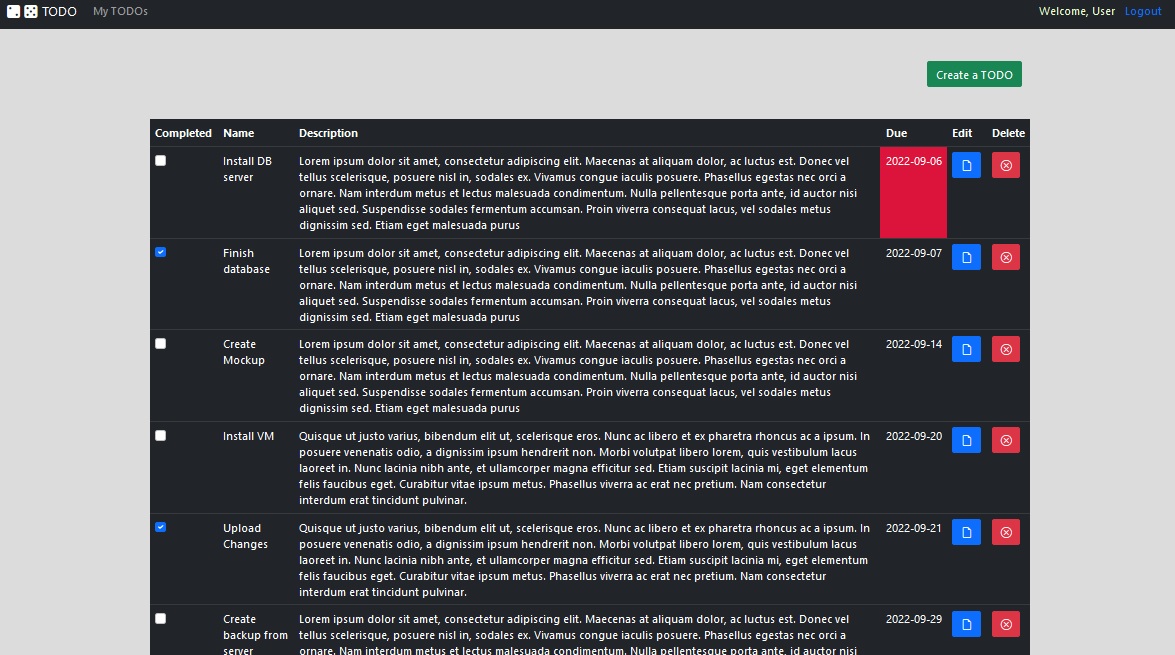 TODO My TODOs Welcome, User Logout
Create a TODO
Completed Name Description Due Edit Delete
Install DB Lorem ipsum dolor sit amet, consectetur adipiscing elit. Maecenas at aliquam dolor, ac luctus est. Donec vel 2022-09-06
server tellus scelerisque, posuere nisl in, sodales ex. Vivamus congue iaculis posuere. Phasellus egestas nec orci a
ornare. Nam interdum metus et lectus malesuada condimentum. Nulla pellentesque porta ante, id auctor nisi
aliquet sed. Suspendisse sodales fermentum accumsan. Proin viverra consequat lacus, vel sodales metus
dignissim sed. Etiam eget malesuada purus
Finish Lorem ipsum dolor sit amet, consectetur adipiscing elit. Maecenas at aliquam dolor, ac luctus est. Donec vel 2022-09-07
database tellus scelerisque, posuere nisl in, sodales ex. Vivamus congue iaculis posuere. Phasellus egestas nec orci a
ornare. Nam interdum metus et lectus malesuada condimentum. Nulla pellentesque porta ante, id auctor nisi
aliquet sed. Suspendisse sodales fermentum accumsan. Proin viverra consequat lacus, vel sodales metus
dignissim sed. Etiam eget malesuada purus
Create Lorem ipsum dolor sit amet, consectetur adipiscing elit. Maecenas at aliquam dolor, ac luctus est. Donec vel 2022-09-14
Mockup tellus scelerisque, posuere nisl in, sodales ex. Vivamus congue iaculis posuere. Phasellus egestas nec orci a
ornare. Nam interdum metus et lectus malesuada condimentum. Nulla pellentesque porta ante, id auctor nisi
aliquet sed. Suspendisse sodales fermentum accumsan. Proin viverra consequat lacus, vel sodales metus
dignissim sed. Etiam eget malesuada purus
Install VM Quisque ut justo varius, bibendum elit ut, scelerisque eros. Nunc ac libero et ex pharetra rhoncus ac a ipsum. In 2022-09-20
posuere venenatis odio, a dignissim ipsum hendrerit non. Morbi volutpat libero lorem, quis vestibulum lacus
laoreet in. Nunc lacinia nibh ante, et ullamcorper magna efficitur sed. Etiam suscipit lacinia mi, eget elementum
felis faucibus eget. Curabitur vitae ipsum metus. Phasellus viverra ac erat nec pretium. Nam consectetur
interdum erat tincidunt pulvinar.
Upload Quisque ut justo varius, bibendum elit ut, scelerisque eros. Nunc ac libero et ex pharetra rhoncus ac a ipsum. In 2022-09-21
Changes posuere venenatis odio, a dignissim ipsum hendrerit non. Morbi volutpat libero lorem, quis vestibulum lacus
laoreet in. Nunc lacinia nibh ante, et ullamcorper magna efficitur sed. Etiam suscipit lacinia mi, eget elementum
felis faucibus eget. Curabitur vitae ipsum metus. Phasellus viverra ac erat nec pretium. Nam consectetur
interdum erat tincidunt pulvinar.
Create Lorem ipsum dolor sit amet, consectetur adipiscing elit. Maecenas at aliquam dolor, ac luctus est. Donec vel 2022-09-29
backup from tellus scelerisque, posuere nisl in, sodales ex. Vivamus congue iaculis posuere. Phasellus egestas nec orci a
server ornare. Nam interdum metus et lectus malesuada condimentum. Nulla pellentesque porta ante, id auctor nisi